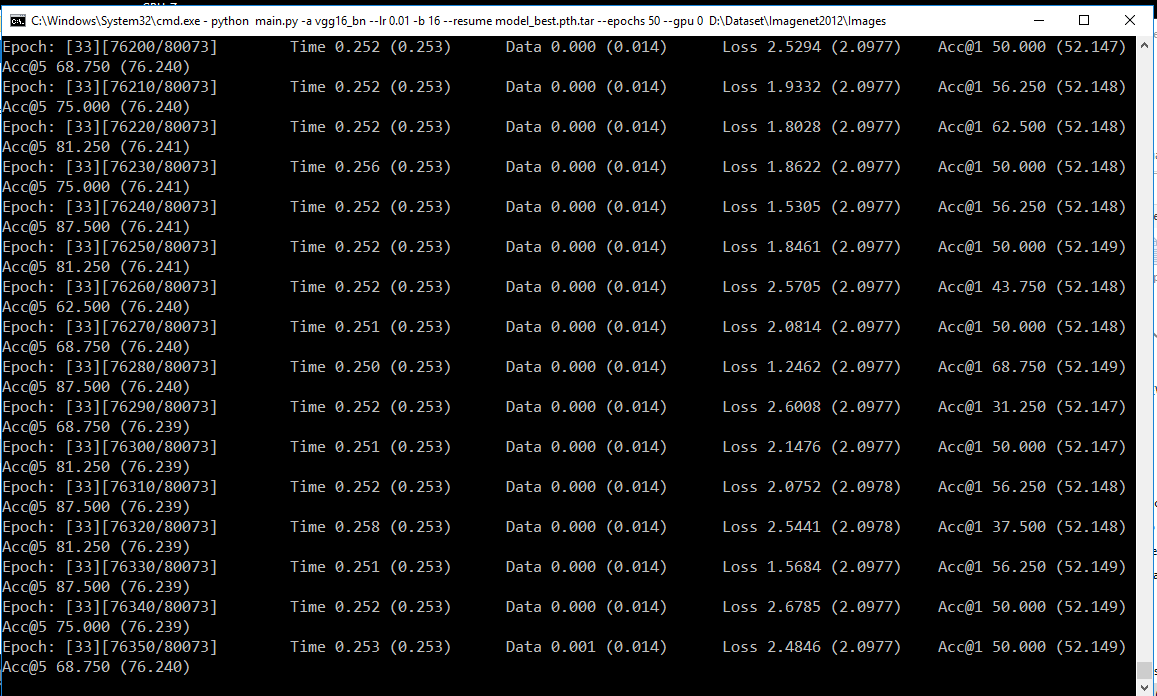 C:\Windows\System32\cmd.exe - python  main.py -a vgg16_bn --lr 0.01 -b 16 --resume model_best.pth.tar --epochs 50 --gpu 0  D:\Dataset\Imagenet2012\Images
Epoch: [33][76200/80073]        Time 0.252 (0.253)      Data 0.000 (0.014)      Loss 2.5294 (2.0977)    Acc@1 50.000 (52.147)
Acc@5 68.750 (76.240)
Epoch: [33][76210/80073]        Time 0.252 (0.253)      Data 0.000 (0.014)      Loss 1.9332 (2.0977)    Acc@1 56.250 (52.148)
Acc@5 75.000 (76.240)
Epoch: [33][76220/80073]        Time 0.252 (0.253)      Data 0.000 (0.014)      Loss 1.8028 (2.0977)    Acc@1 62.500 (52.148)
Acc@5 81.250 (76.241)
Epoch: [33][76230/80073]        Time 0.256 (0.253)      Data 0.000 (0.014)      Loss 1.8622 (2.0977)    Acc@1 50.000 (52.148)
Acc@5 75.000 (76.241)
Epoch: [33][76240/80073]        Time 0.252 (0.253)      Data 0.000 (0.014)      Loss 1.5305 (2.0977)    Acc@1 56.250 (52.148)
Acc@5 87.500 (76.241)
Epoch: [33][76250/80073]        Time 0.252 (0.253)      Data 0.000 (0.014)      Loss 1.8461 (2.0977)    Acc@1 50.000 (52.149)
Acc@5 81.250 (76.241)
Epoch: [33][76260/80073]        Time 0.252 (0.253)      Data 0.000 (0.014)      Loss 2.5705 (2.0977)    Acc@1 43.750 (52.148)
Acc@5 62.500 (76.240)
Epoch: [33][76270/80073]        Time 0.251 (0.253)      Data 0.000 (0.014)      Loss 2.0814 (2.0977)    Acc@1 50.000 (52.148)
Acc@5 68.750 (76.240)
Epoch: [33][76280/80073]        Time 0.250 (0.253)      Data 0.000 (0.014)      Loss 1.2462 (2.0977)    Acc@1 68.750 (52.149)
Acc@5 87.500 (76.240)
Epoch: [33][76290/80073]        Time 0.252 (0.253)      Data 0.000 (0.014)      Loss 2.6008 (2.0977)    Acc@1 31.250 (52.147)
Acc@5 68.750 (76.239)
Epoch: [33][76300/80073]        Time 0.251 (0.253)      Data 0.000 (0.014)      Loss 2.1476 (2.0977)    Acc@1 50.000 (52.147)
Acc@5 81.250 (76.239)
Epoch: [33][76310/80073]        Time 0.252 (0.253)      Data 0.000 (0.014)      Loss 2.0752 (2.0978)    Acc@1 56.250 (52.148)
Acc@5 87.500 (76.239)
Epoch: [33][76320/80073]        Time 0.258 (0.253)      Data 0.000 (0.014)      Loss 2.5441 (2.0978)    Acc@1 37.500 (52.148)
Acc@5 81.250 (76.239)
Epoch: [33][76330/80073]        Time 0.251 (0.253)      Data 0.000 (0.014)      Loss 1.5684 (2.0977)    Acc@1 56.250 (52.149)
Acc@5 87.500 (76.239)
Epoch: [33][76340/80073]        Time 0.252 (0.253)      Data 0.000 (0.014)      Loss 2.6785 (2.0977)    Acc@1 50.000 (52.149)
Acc@5 75.000 (76.239)
Epoch: [33][76350/80073]        Time 0.253 (0.253)      Data 0.001 (0.014)      Loss 2.4846 (2.0977)    Acc@1 50.000 (52.149)
Acc@5 68.750 (76.240)